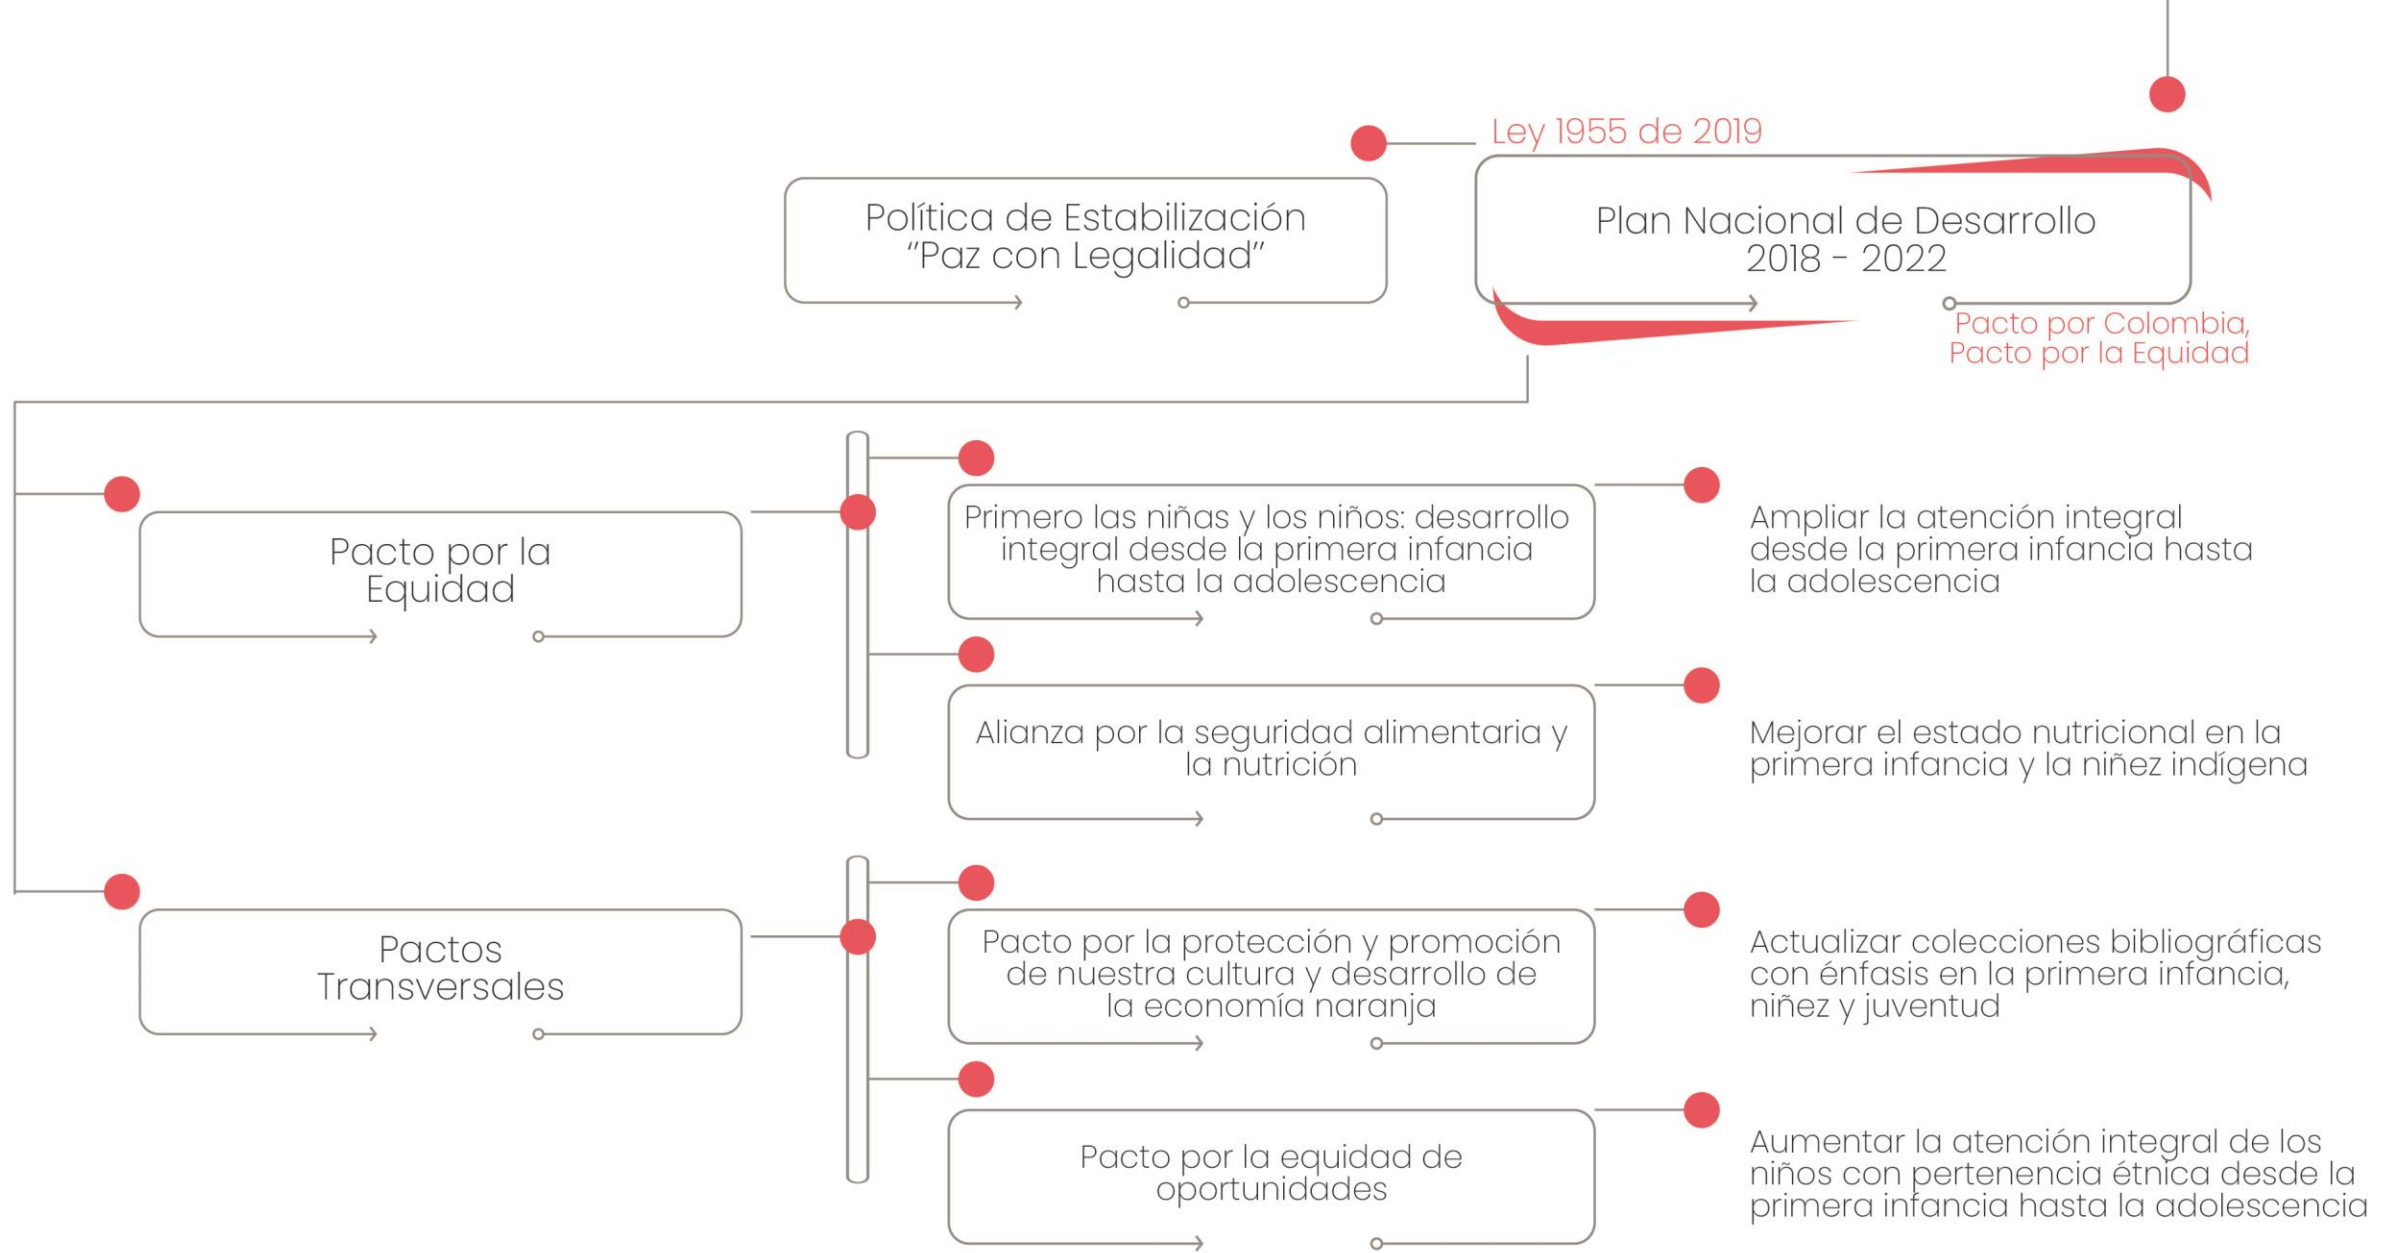 Ley 1955 de 2019
Política de Estabilización
“Paz con Legalidad”
Plan Nacional de Desarrollo
2018 - 2022
Pacto por Colombia,
Pacto por la Equidad
Pacto por la
Equidad
Primero las niñas y los niños: desarrollo
integral desde la primera infancia
hasta la adolescencia
Ampliar la atención integral
desde la primera infancia hasta
la adolescencia
Alianza por la seguridad alimentaria y
la nutrición
Mejorar el estado nutricional en la
primera infancia y la niñez indígena
Pactos
Transversales
Pacto por la protección y promoción
de nuestra cultura y desarrollo de
la economía naranja
Actualizar colecciones bibliográficas
con énfasis en la primera infancia,
niñez y juventud
Pacto por la equidad de
oportunidades
Aumentar la atención integral de los
niños con pertenencia étnica desde la
primera infancia hasta la adolescencia